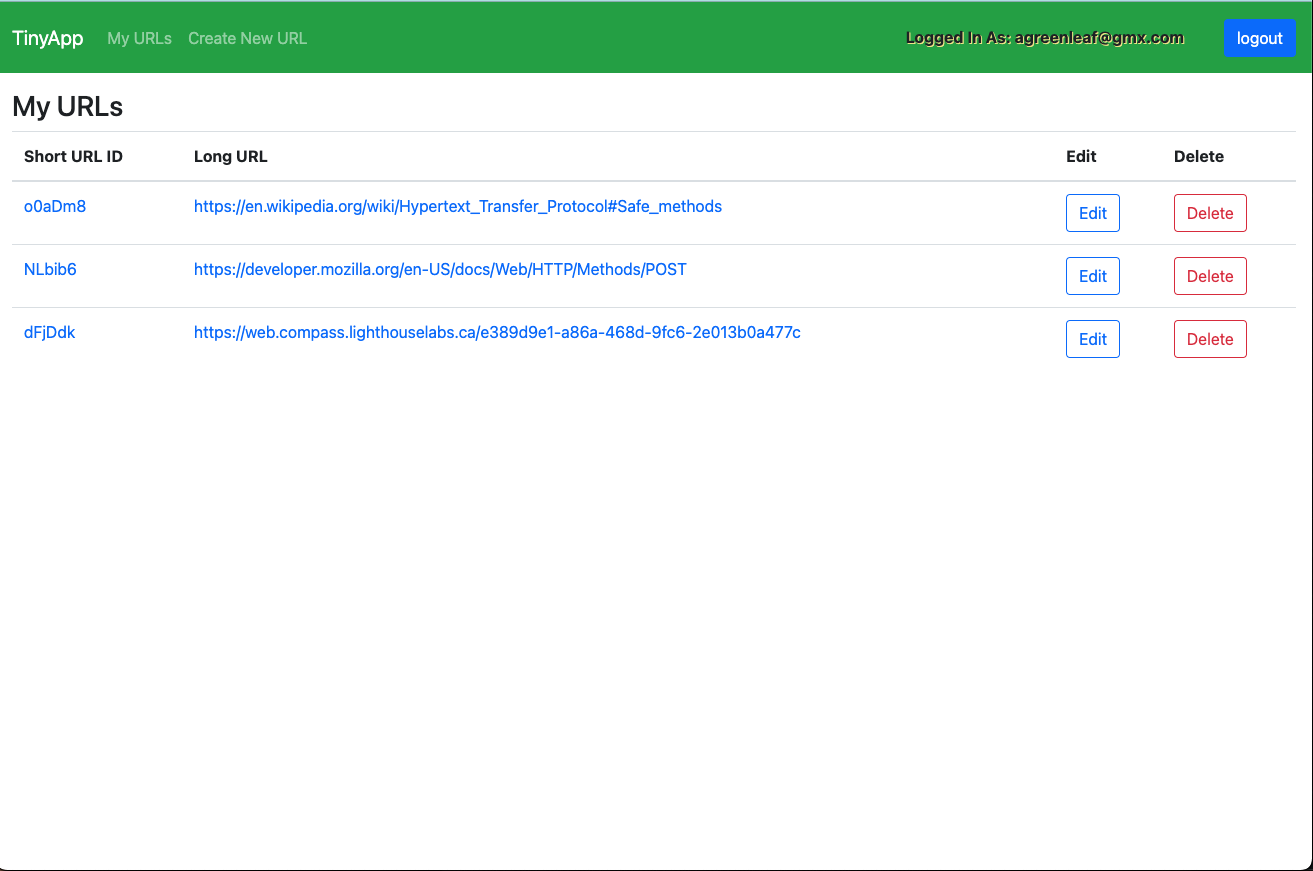 TinyApp My URLs Create New URL Logged In As: agreenleaf@gmx.com logout
My URLs
Short URL ID Long URL Edit Delete
o0aDm8 https://en.wikipedia.org/wiki/Hypertext_Transfer_Protocol#Safe_methods Edit Delete
NLbib6 https://developer.mozilla.org/en-US/docs/Web/HTTP/Methods/POST Edit Delete
dFjDdk https://web.compass.lighthouselabs.ca/e389d9e1-a86a-468d-9fc6-2e013b0a477c Edit Delete